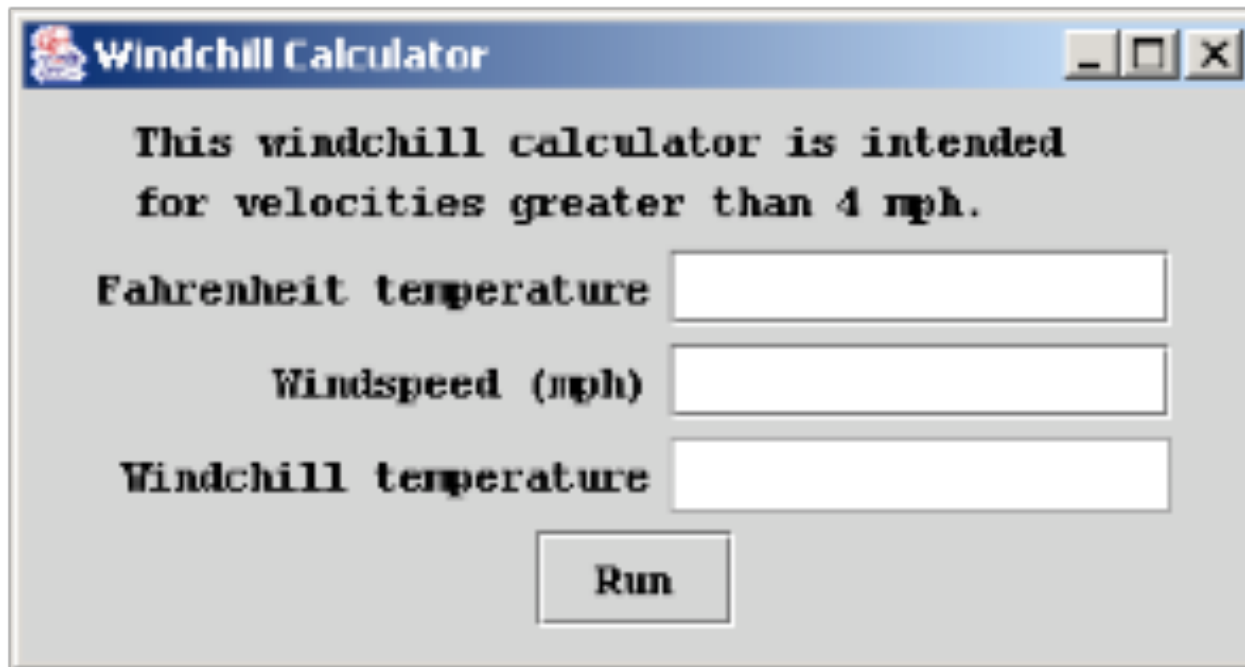 Windchill Calculator
This windchill calculator is intended
for velocities greater than 4 mph.
Fahrenheit temperature
Windspeed (mph)
Windchill temperature
Run